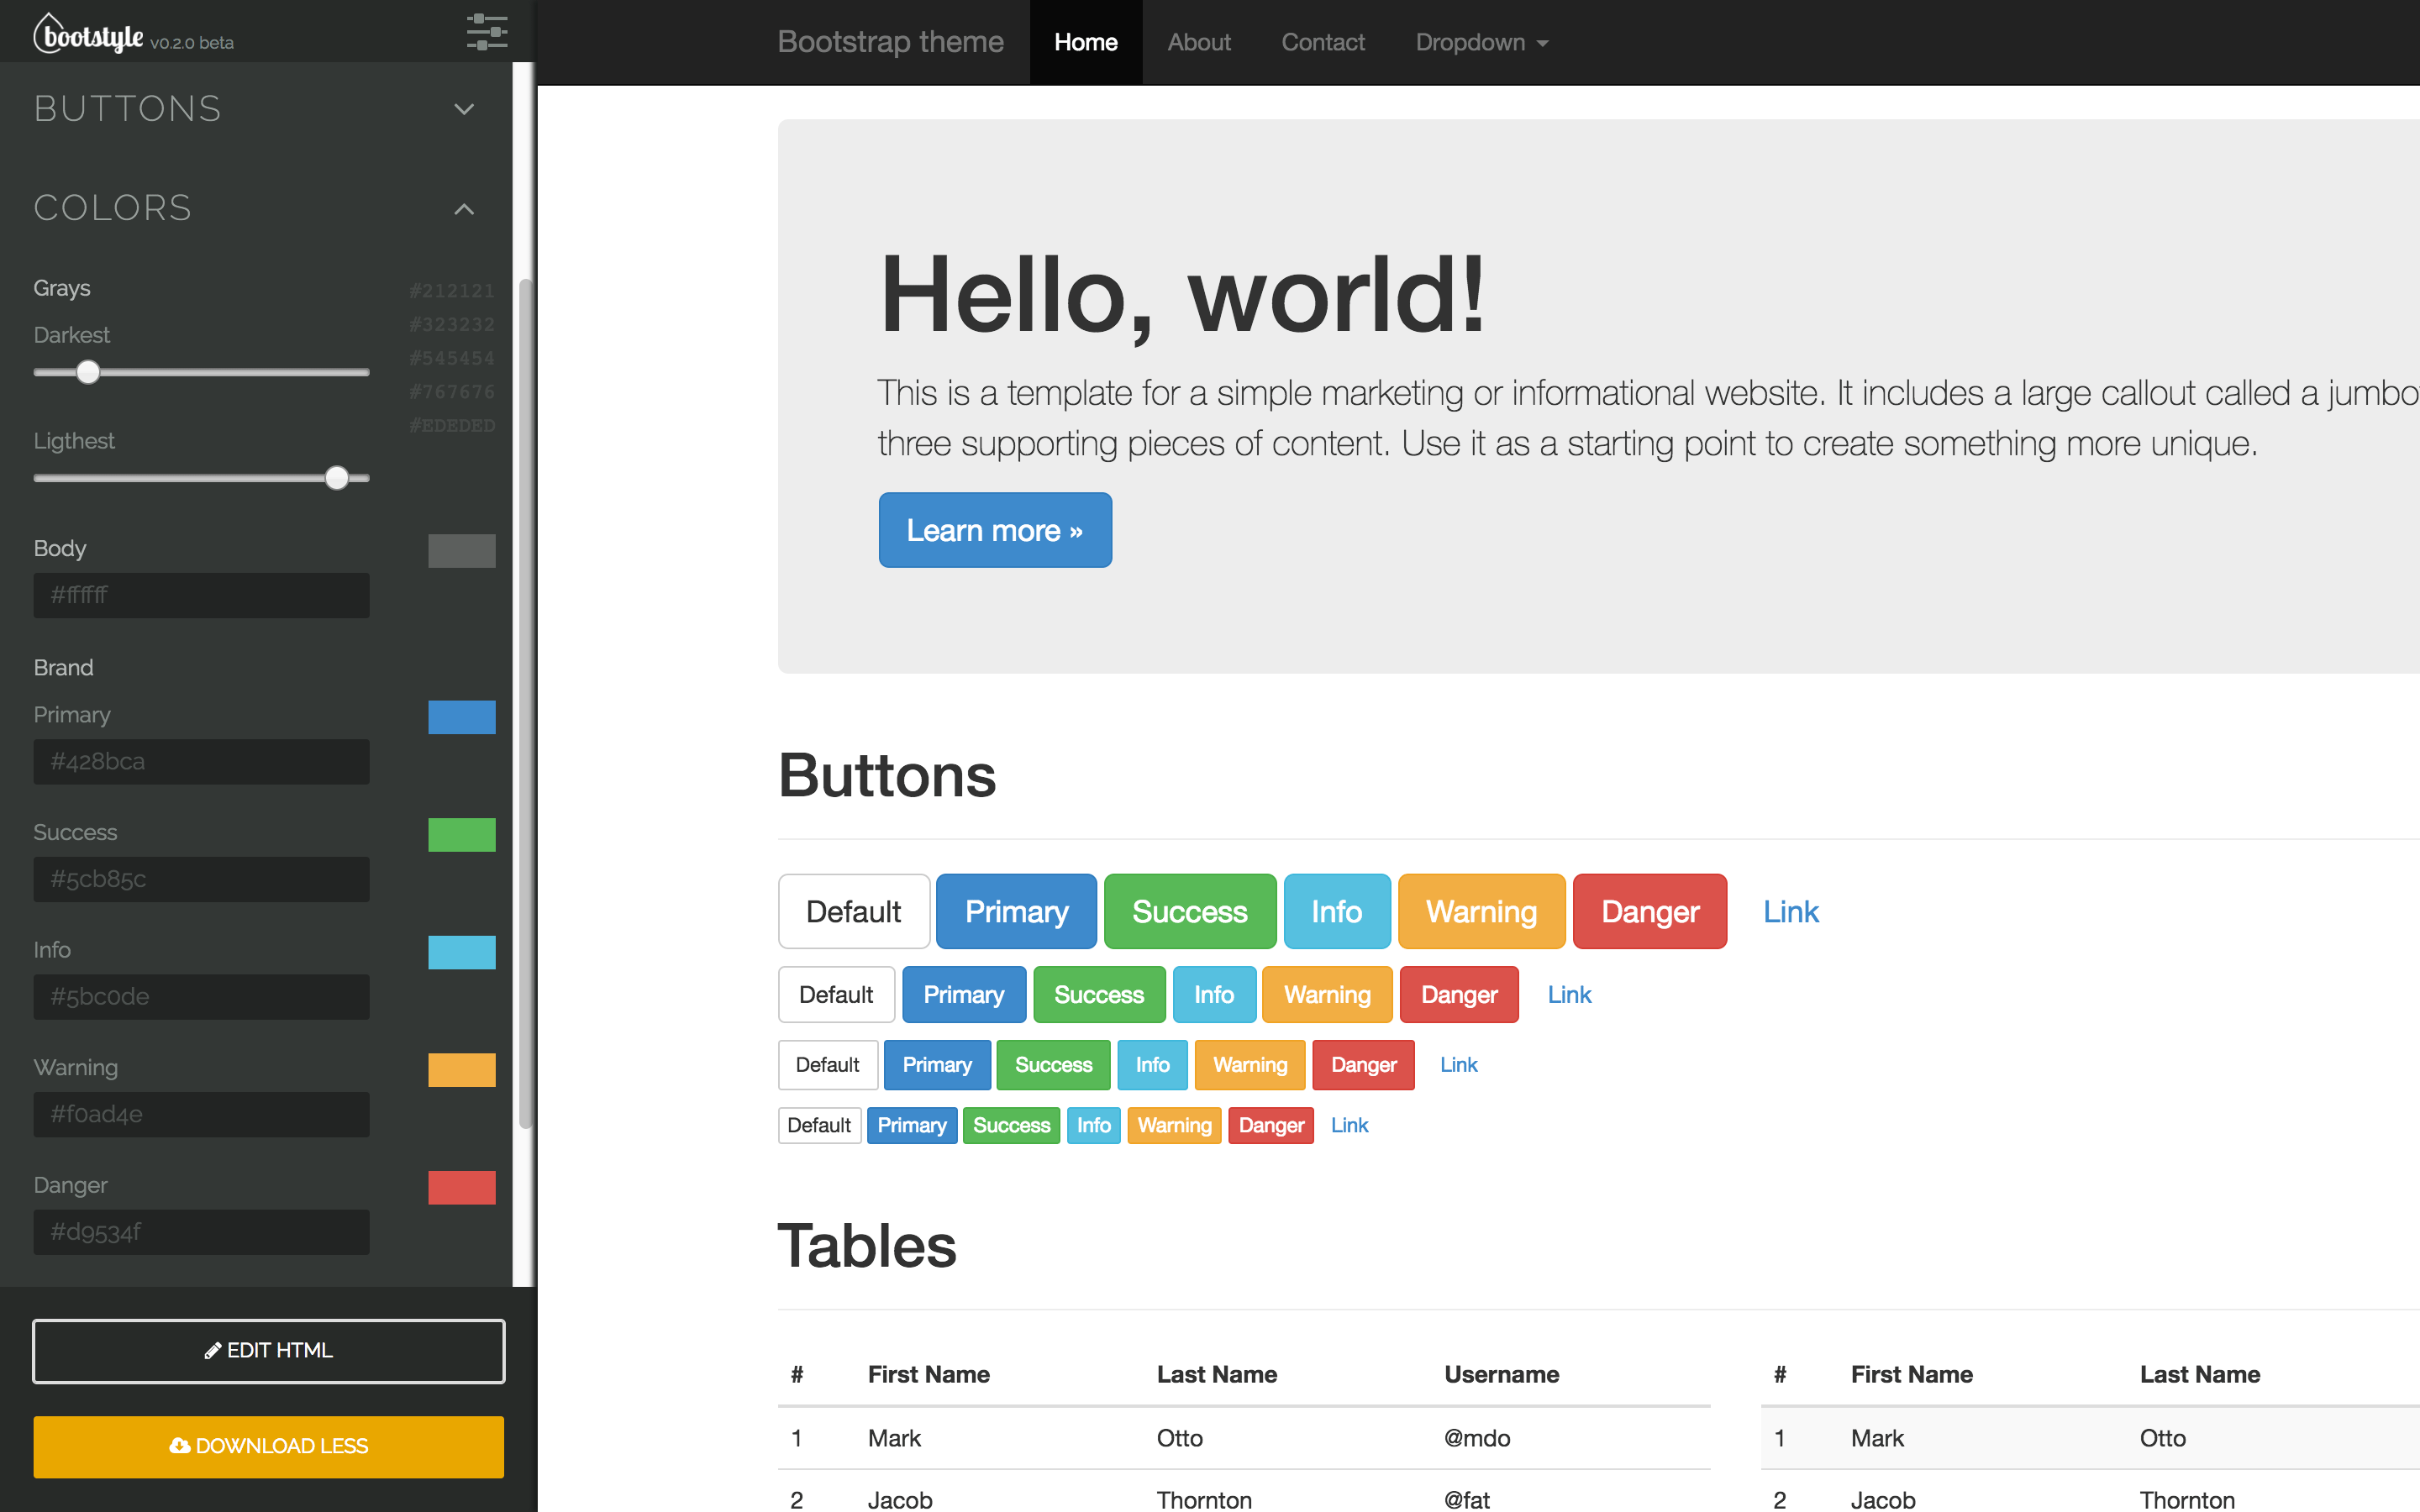 bootstyle v0.2.0 beta
BUTTONS
COLORS
Grays
#212121
#323232
Darkest
#545454
#767676
#EDEDED
Ligthest
Body
#ffffff
Brand
Primary
#428bca
Success
#5cb85c
Info
#5bc0de
Warning
#f0ad4e
Danger
#d9534f
EDIT HTML
DOWNLOAD LESS
Bootstrap theme Home About Contact Dropdown
Hello, world!
This is a template for a simple marketing or informational website. It includes a large callout called a
three supporting pieces of content. Use it as a starting point to create something more unique.
Learn more »
Buttons
Default Primary Success Info Warning Danger Link
Default Primary Success Info Warning Danger Link
Default Primary Success Info Warning Danger Link
Default Primary Success Info Warning Danger Link
Tables
# First Name Last Name Username # First Name Last Name
1 Mark Otto @mdo 1 Mark Otto
2 Jacob Thornton @fat 2 Jacob Thornton